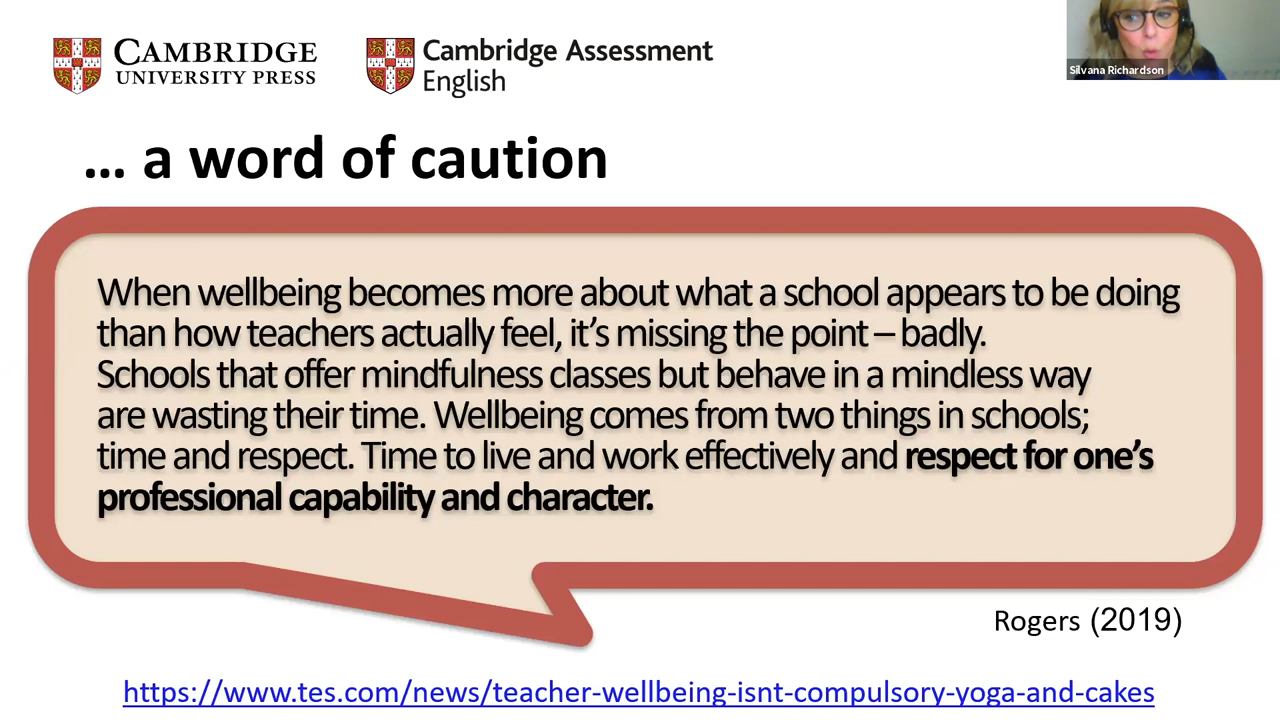 CAMBRIDGE
UNIVERSITY PRESS
Cambridge Assessment
English
Silvana Richardson
... a word of caution
When wellbeing becomes more about what a school appears to be doing
than how teachers actually feel, it’s missing the point – badly.
Schools that offer mindfulness classes but behave in a mindless way
are wasting their time. Wellbeing comes from two things in schools;
time and respect. Time to live and work effectively and respect for one’s
professional capability and character.
Rogers (2019)
https://www.tes.com/news/teacher-wellbeing-isnt-compulsory-yoga-and-cakes